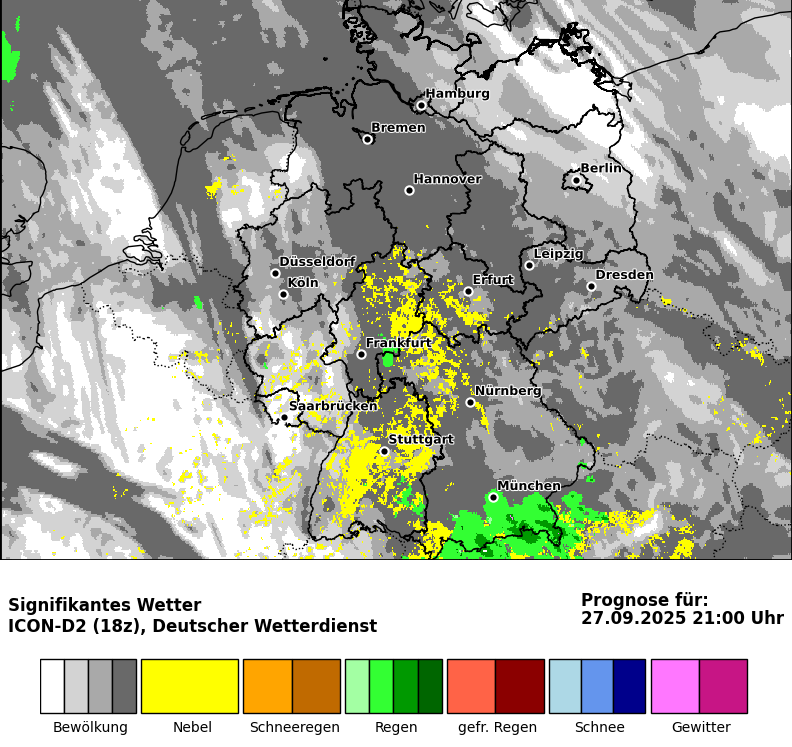 Hamburg
Bremen
Hannover
Berlin
Düsseldorf
Köln
Leipzig
Erfurt
Dresden
Frankfurt
Nürnberg
Saarbrücken
Stuttgart
München
Signifikantes Wetter
ICON-D2 (18z), Deutscher Wetterdienst
Prognose für:
27.09.2025 21:00 Uhr
Bewölkung Nebel Schneeregen Regen gefr. Regen Schnee Gewitter